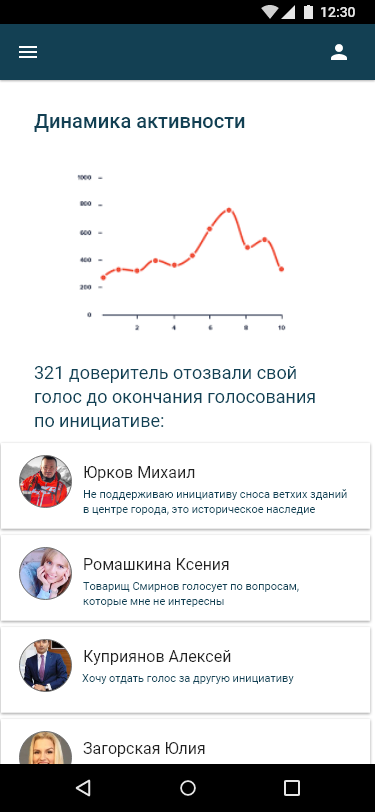 12:30
Динамика активности
1000
800
600
400
200
0
2 4 6 8 10
321 доверитель отозвали свой
голос до окончания голосования
по инициативе:
Юрков Михаил
Не поддерживаю инициативу сноса ветхих зданий
в центре города, это историческое наследие
Ромашкина Ксения
Товарищ Смирнов голосует по вопросам,
которые мне не интересны
Куприянов Алексей
Хочу отдать голос за другую инициативу
Загорская Юлия